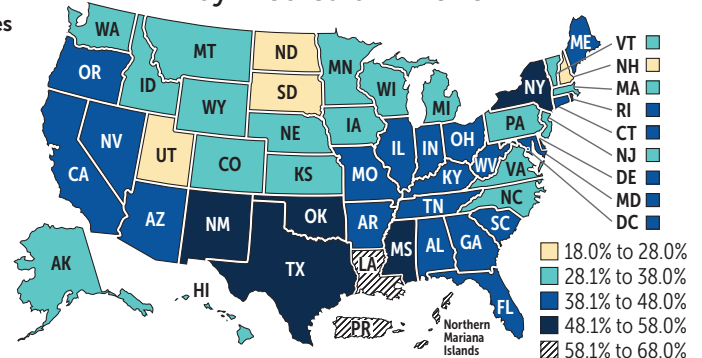 es
WA
MT
ND
MN
ME
VT
OR
ID
SD
WI
MI
NY
NH
WY
MA
IA
PA
RI
NV
NE
IL
IN
OH
CT
UT
CO
KS
MO
WV
VA
NJ
CA
KY
DE
NC
MD
AZ
NM
OK
AR
TN
SC
DC
AK
TX
LA
MS
AL
GA
HI
FL
PR
Northern
Mariana
Islands
18.0% to 28.0%
28.1% to 38.0%
38.1% to 48.0%
48.1% to 58.0%
58.1% to 68.0%